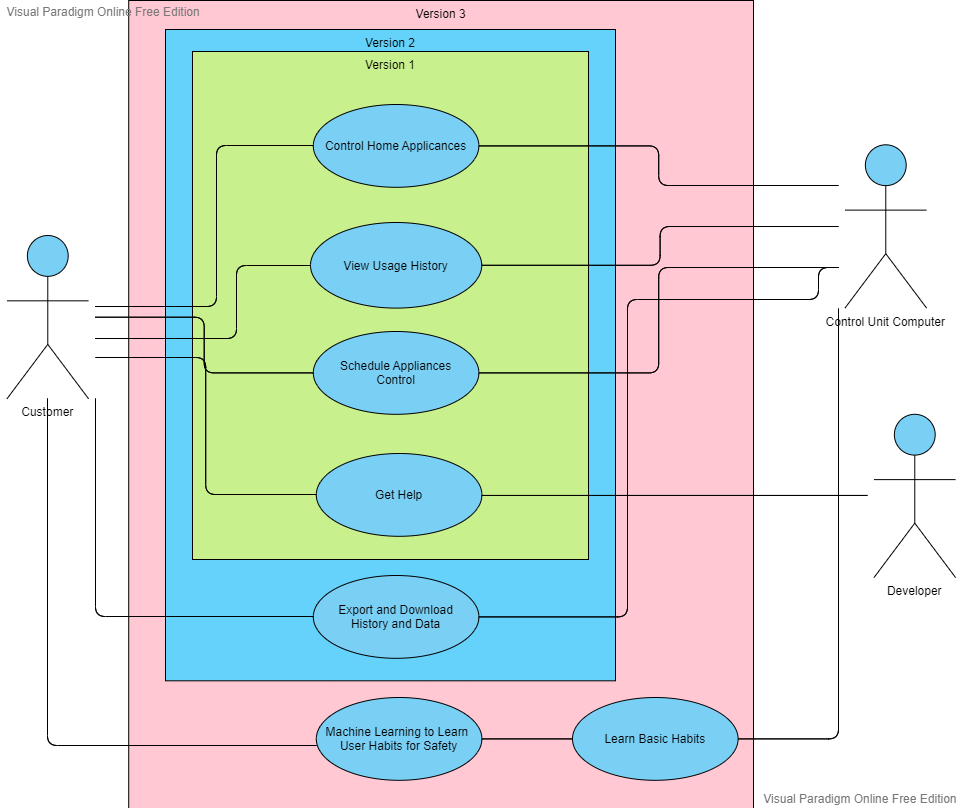 Visual Paradigm Online Free Edition
Version 3
Version 2
Version 1
Control Home Applicances
View Usage History
Schedule Appliances
Control
Control Unit Computer
Customer
Get Help
Developer
Export and Download
History and Data
Machine Learning to Learn
User Habits for Safety
Learn Basic Habits
Visual Paradigm Online Free Edition